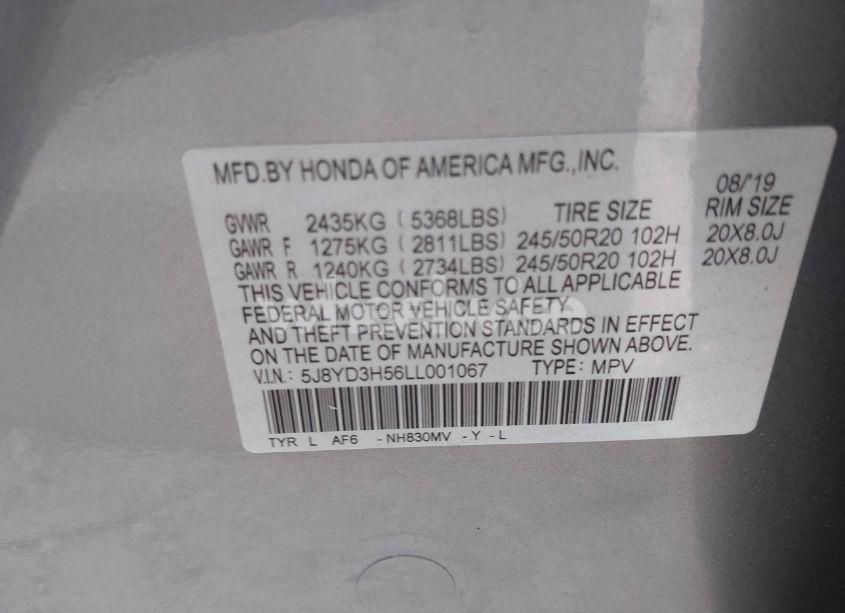 MFD.BY HONDA OF AMERICA MFG.,INC.
08/'19
GVWR 2435KG ( 5368LBS) TIRE SIZE RIM SIZE
GAWR F 1275KG ( 2811LBS) 245/50R20 102H 20X8.0J
GAWR R 1240KG ( 2734LBS) 245/50R20 102H 20X8.0J
THIS VEHICLE CONFORMS TO ALL APPLICABLE
FEDERAL MOTOR VEHICLE SAFETY
AND THEFT PREVENTION STANDARDS IN EFFECT
ON THE DATE OF MANUFACTURE SHOWN ABOVE.
V.I.N.: 5J8YD3H56LL001067 TYPE: MPV
TYR L AF6 -NH830MV -Y -L